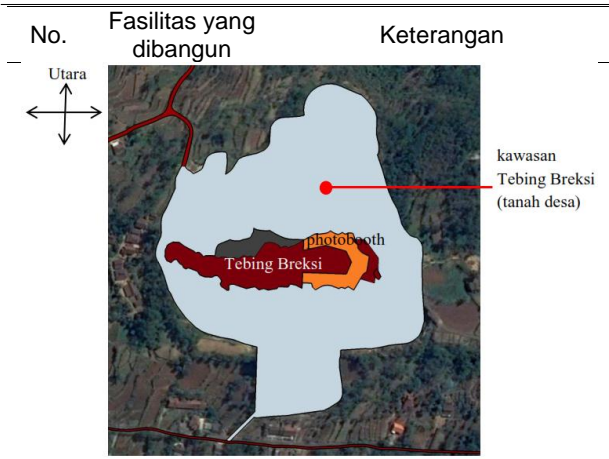 No.
Fasilitas yang
dibangun
Keterangan
Utara
kawasan
Tebing Breksi
(tanah desa)
photobooth
Tebing Breksi